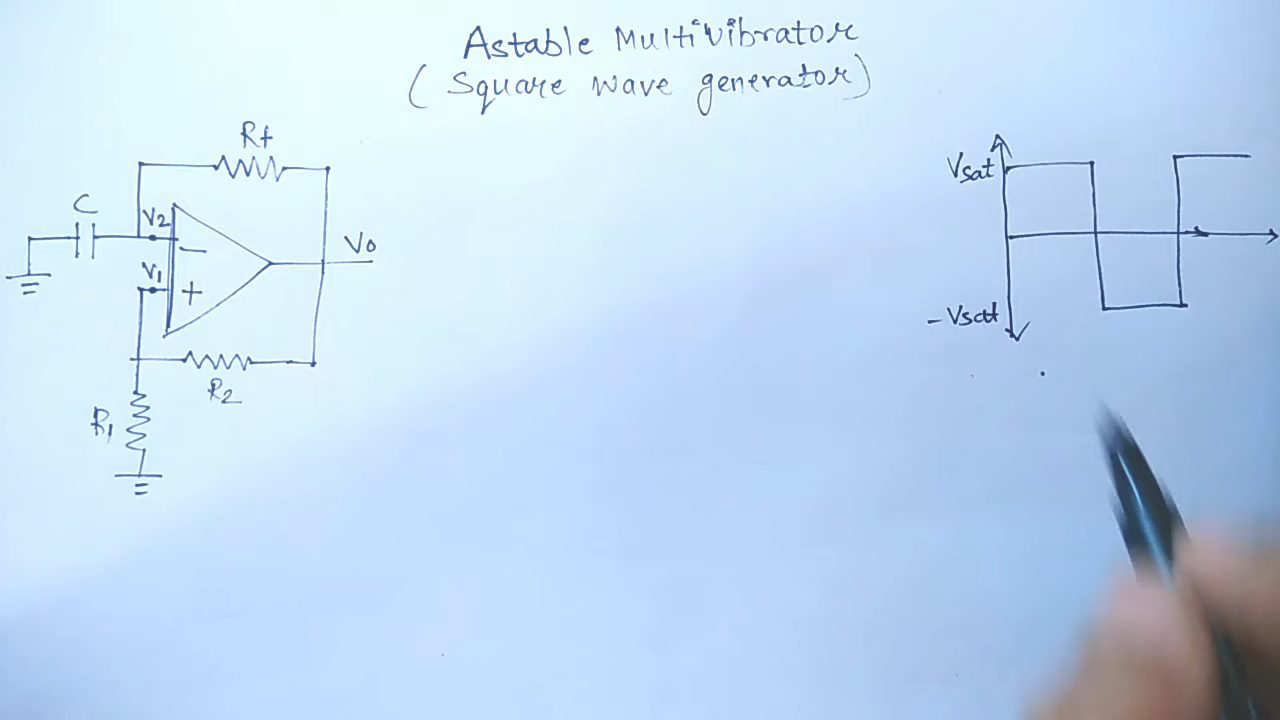 Astable Multivibrator
(Square wave generator)
Rf
C
V2
−
V1
+
Vo
R2
R1
Vsat
-Vsat